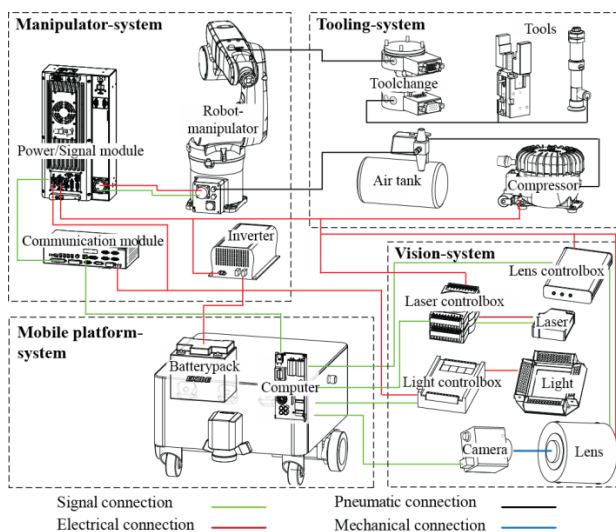 Manipulator-system
Tooling-system
Tools
Toolchange
Robot-
manipulator
Power/Signal module
Air tank
Compressor
Communication module
Inverter
Vision-system
Lens controlbox
Laser controlbox
Laser
Mobile platform-
system
Batterypack
Computer
Light controlbox
Light
Camera
Lens
Signal connection
Pneumatic connection
Electrical connection
Mechanical connection